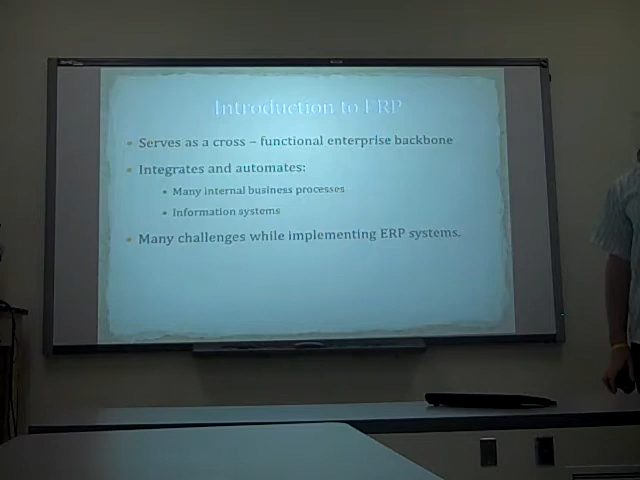 Introduction to ERP
• Serves as a cross – functional enterprise backbone
• Integrates and automates:
• Many internal business processes
• Information systems
• Many challenges while implementing ERP systems.